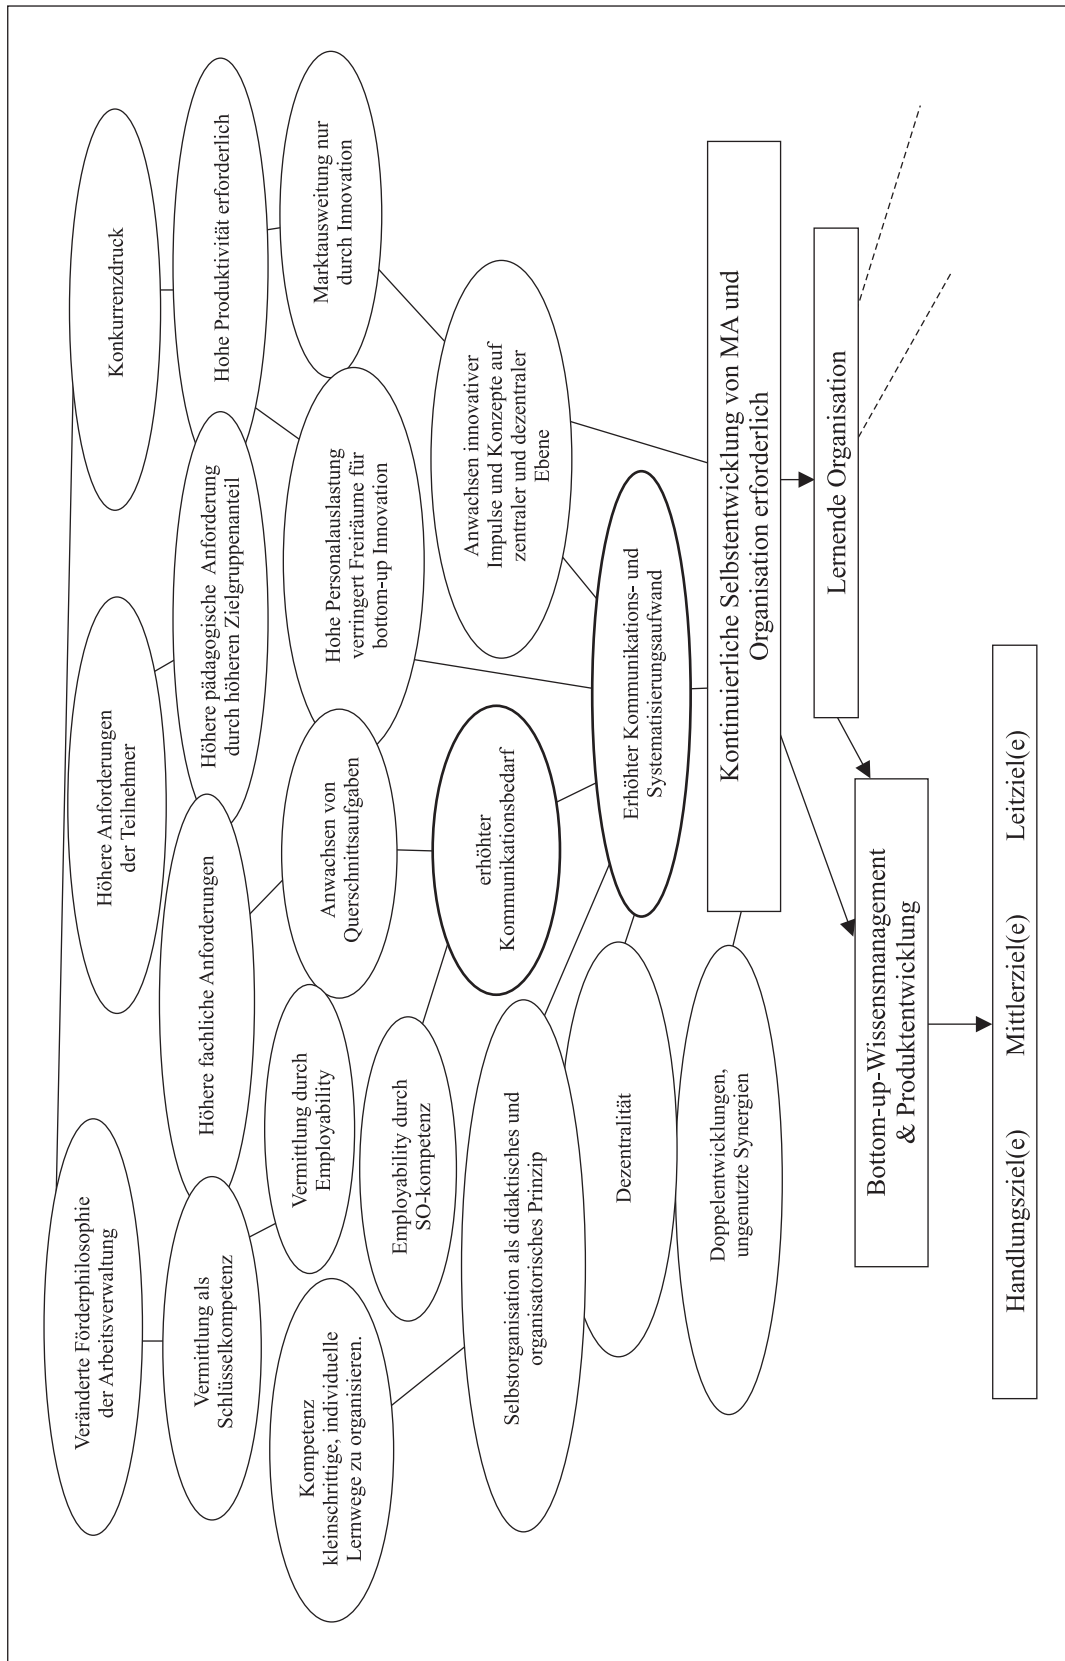 Veränderte Förderphilosophie
der Arbeitsverwaltung
Höhere Anforderungen
der Teilnehmer
Konkurrenzdruck
Vermittlung als
Schlüsselkompetenz
Höhere fachliche Anforderungen
Höhere pädagogische Anforderung
durch höheren Zielgruppenanteil
Hohe Produktivität erforderlich
Kompetenz
kleinschrittige, individuelle
Lernwege zu organisieren.
Vermittlung durch
Employability
Anwachsen von
Querschnittsaufgaben
Hohe Personalauslastung
verringert Freiräume für
bottom-up Innovation
Marktausweitung nur
durch Innovation
Employability durch
SO-kompetenz
erhöhter
Kommunikationsbedarf
Anwachsen innovativer
Impulse und Konzepte auf
zentraler und dezentraler
Ebene
Selbstorganisation als didaktisches und
organisatorisches Prinzip
Dezentralität
Erhöhter Kommunikations- und
Systematisierungsaufwand
Doppelentwicklungen,
ungenutzte Synergien
Kontinuierliche Selbstentwicklung von MA und
Organisation erforderlich
Lernende Organisation
Bottom-up-Wissensmanagement
& Produktentwicklung
Handlungsziel(e)
Mittlerziel(e)
Leitziel(e)